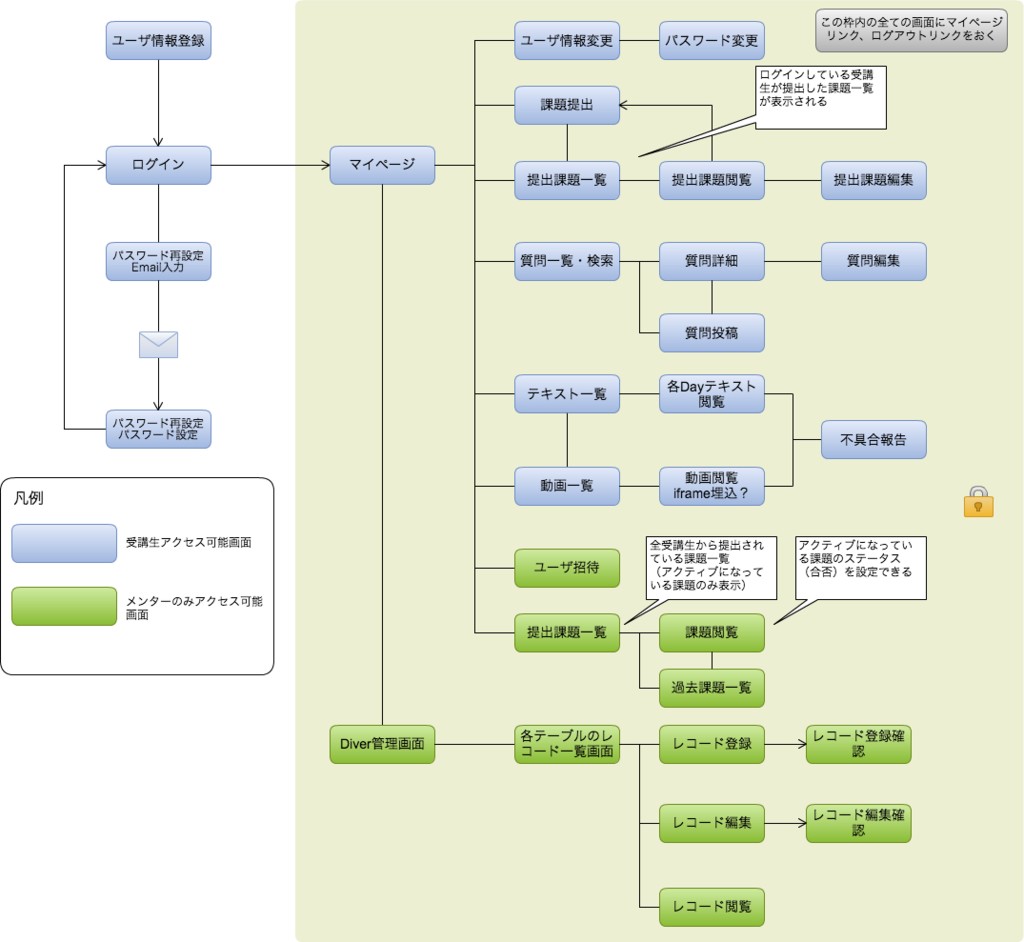 ユーザ情報登録
ユーザ情報変更
パスワード変更
この枠内の全ての画面にマイページ
リンク、ログアウトリンクをおく
ログインしている受講
生が提出した課題一覧
が表示される
課題提出
ログイン
マイページ
提出課題一覧
提出課題閲覧
提出課題編集
パスワード再設定
Email入力
質問一覧・検索
質問詳細
質問編集
質問投稿
テキスト一覧
各Dayテキスト
閲覧
パスワード再設定
パスワード設定
不具合報告
動画一覧
動画閲覧
iframe埋込？
凡例
受講生アクセス可能画面
メンターのみアクセス可能
画面
ユーザ招待
全受講生から提出され
ている課題一覧
（アクティブになって
いる課題のみ表示）
アクティブになってい
る課題のステータス
（合否）を設定できる
提出課題一覧
課題閲覧
過去課題一覧
Diver管理画面
各テーブルのレ
コード一覧画面
レコード登録
レコード登録確
認
レコード編集
レコード編集確
認
レコード閲覧